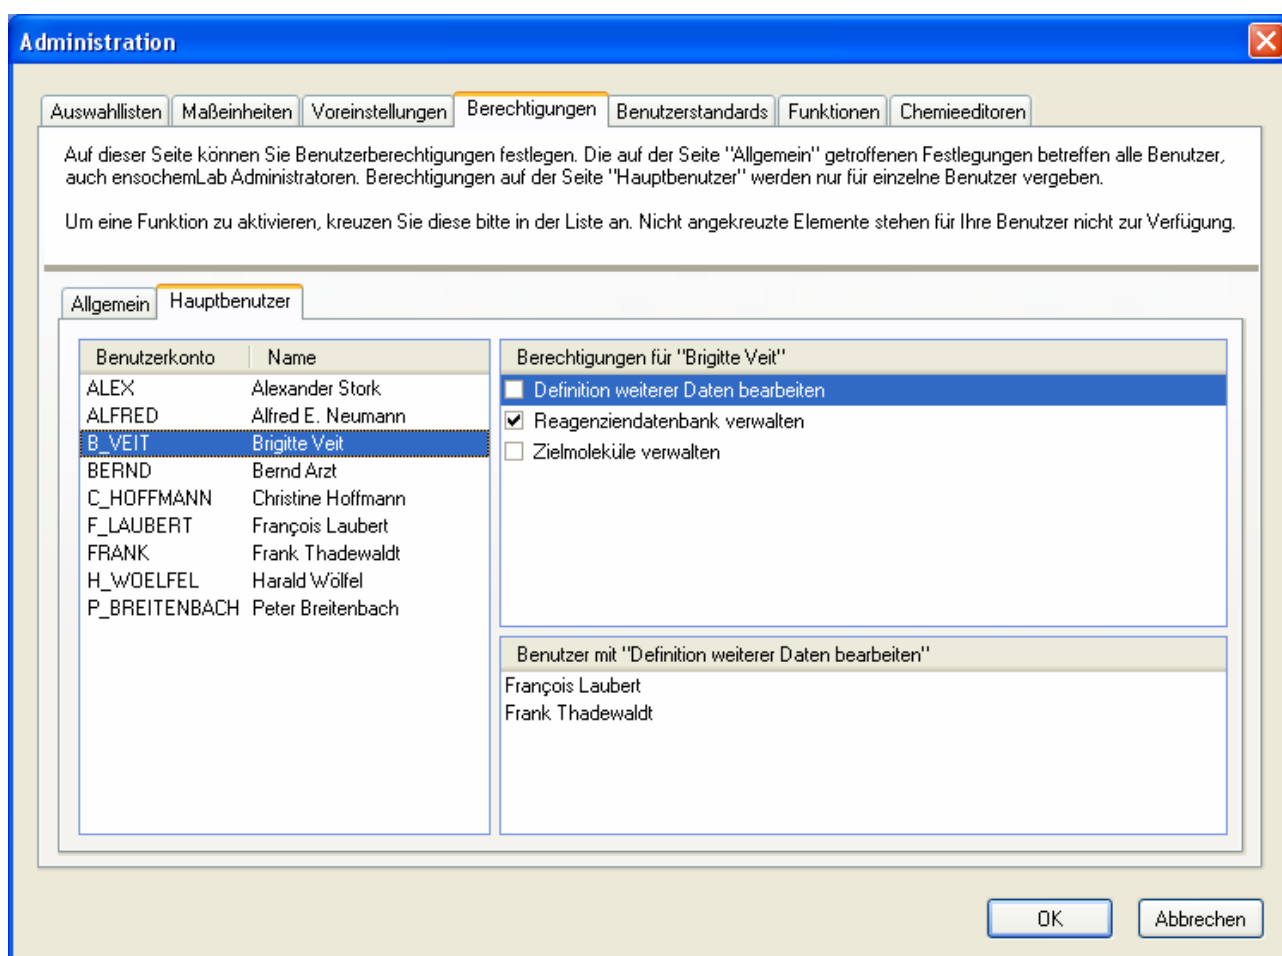 Administration
Auswahllisten Maßeinheiten Voreinstellungen Berechtigungen Benutzerstandards Funktionen Chemieeditoren
Auf dieser Seite können Sie Benutzerberechtigungen festlegen. Die auf der Seite "Allgemein" getroffenen Festlegungen betreffen alle Benutzer,
auch ensochemLab Administratoren. Berechtigungen auf der Seite "Hauptbenutzer" werden nur für einzelne Benutzer vergeben.
Um eine Funktion zu aktivieren, kreuzen Sie diese bitte in der Liste an. Nicht angekreuzte Elemente stehen für Ihre Benutzer nicht zur Verfügung.
Allgemein Hauptbenutzer
Benutzerkonto Name
ALEX Alexander Stork
ALFRED Alfred E. Neumann
B_VEIT Brigitte Veit
BERND Bernd Arzt
C_HOFFMANN Christine Hoffmann
F_LAUBERT François Laubert
FRANK Frank Thadewaldt
H_WOELFEL Harald Wölfel
P_BREITENBACH Peter Breitenbach
Berechtigungen für "Brigitte Veit"
Definition weiterer Daten bearbeiten
Reagenziendatenbank verwalten
Zielmoleküle verwalten
Benutzer mit "Definition weiterer Daten bearbeiten"
François Laubert
Frank Thadewaldt
OK Abbrechen